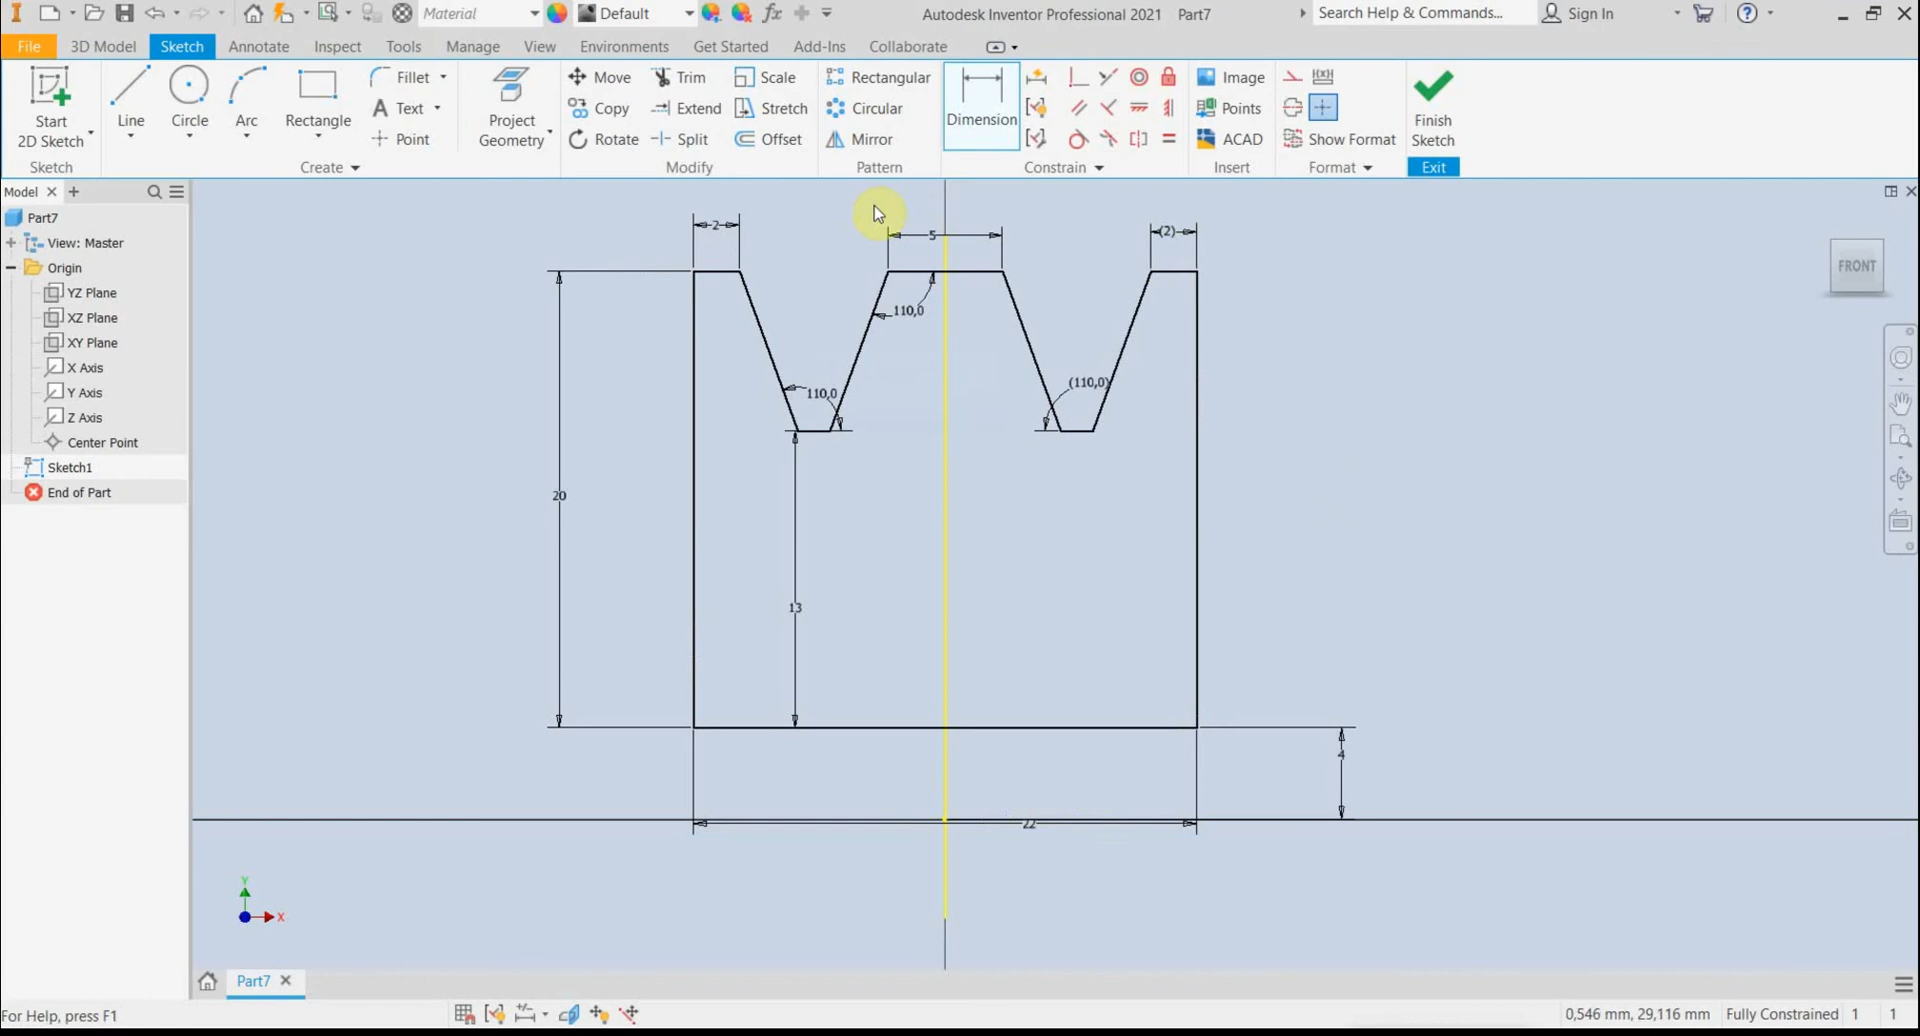 Material
Default
fx
Autodesk Inventor Professional 2021 Part7
Search Help & Commands...
Sign In
File
3D Model
Sketch
Annotate
Inspect
Tools
Manage
View
Environments
Get Started
Add-Ins
Collaborate
Start
2D Sketch
Line
Circle
Arc
Rectangle
Fillet
Text
Point
Project
Geometry
Move
Copy
Rotate
Trim
Extend
Split
Scale
Stretch
Offset
Rectangular
Circular
Mirror
Dimension
Image
Points
ACAD
Show Format
Finish
Sketch
Sketch
Create
Modify
Pattern
Constrain
Insert
Format
Exit
Model
Part7
View: Master
Origin
YZ Plane
XZ Plane
XY Plane
X Axis
Y Axis
Z Axis
Center Point
Sketch1
End of Part
2
5
(2)
110,0
110,0
(110,0)
20
13
4
22
FRONT
Y
X
Part7
For Help, press F1
0,546 mm, 29,116 mm
Fully Constrained
1
1